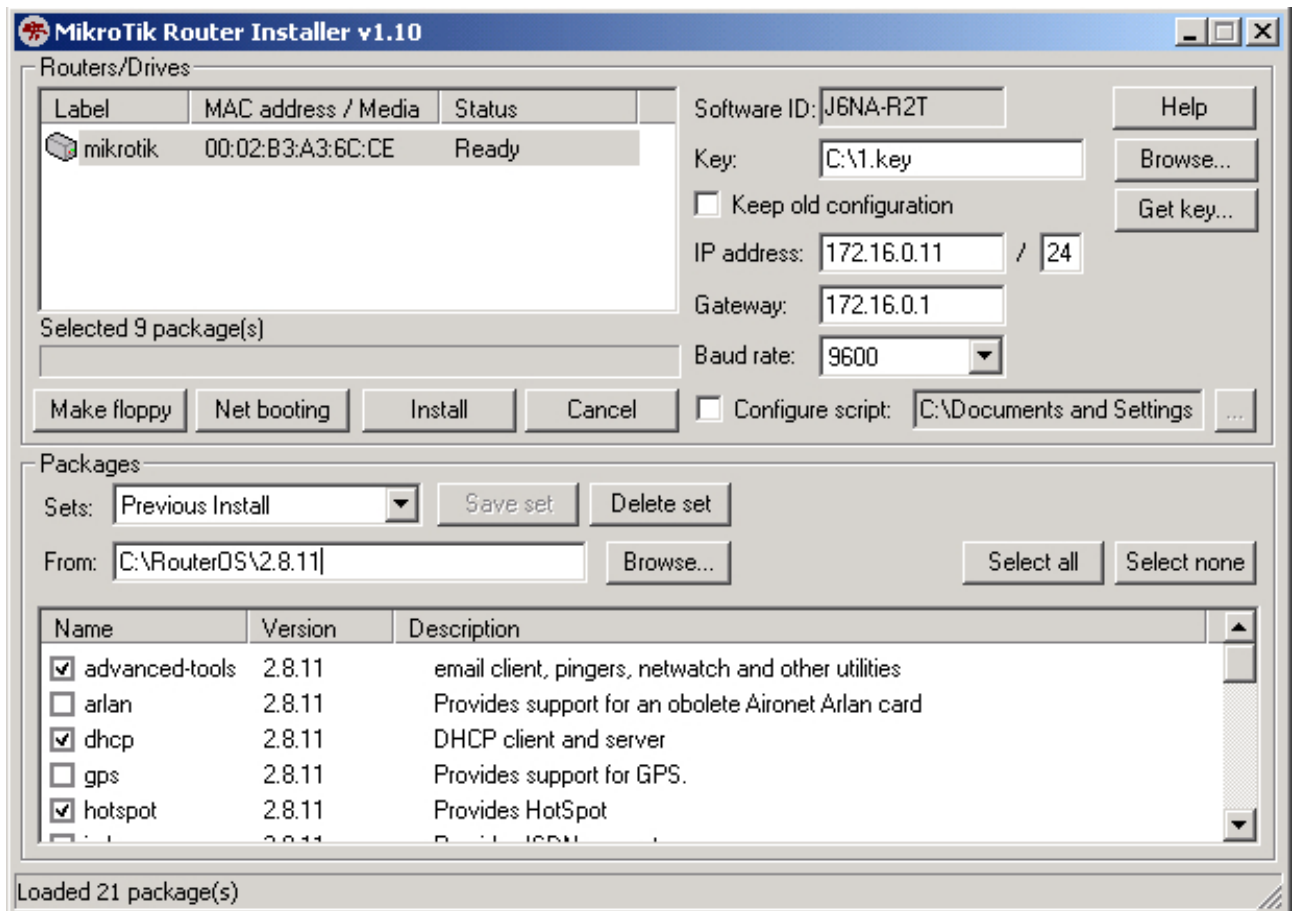 MikroTik Router Installer v1.10
Routers/Drives
Label MAC address / Media Status
mikrotik 00:02:B3:A3:6C:CE Ready
Selected 9 package(s)
Make floppy Net booting Install Cancel
Software ID: J6NA-R2T Help
Key: C:\1.key Browse...
Keep old configuration Get key...
IP address: 172.16.0.11 / 24
Gateway: 172.16.0.1
Baud rate: 9600
Configure script: C:\Documents and Settings ...
Packages
Sets: Previous Install Save set Delete set
From: C:\RouterOS\2.8.11 Browse... Select all Select none
Name Version Description
advanced-tools 2.8.11 email client, pingers, netwatch and other utilities
arlan 2.8.11 Provides support for an obolete Aironet Arlan card
dhcp 2.8.11 DHCP client and server
gps 2.8.11 Provides support for GPS.
hotspot 2.8.11 Provides HotSpot
Loaded 21 package(s)